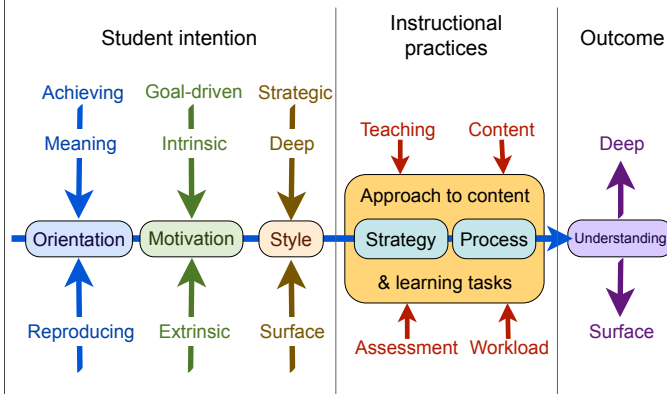 Student intention
Instructional
practices
Outcome
Achieving
Goal-driven
Strategic
Meaning
Intrinsic
Deep
Teaching
Content
Deep
Approach to content
Orientation
Motivation
Style
Strategy
Process
Understanding
& learning tasks
Reproducing
Extrinsic
Surface
Assessment
Workload
Surface